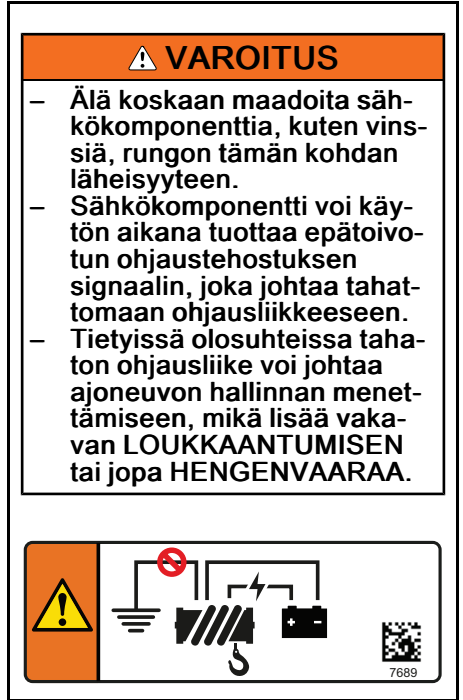 ⚠ VAROITUS
– Älä koskaan maadoita säh-
kökomponenttia, kuten vins-
siä, rungon tämän kohdan
läheisyyteen.
– Sähkökomponentti voi käy-
tön aikana tuottaa epätoivo-
tun ohjaustehostuksen
signaalin, joka johtaa tahat-
tomaan ohjausliikkeeseen.
– Tietyissä olosuhteissa taha-
ton ohjausliike voi johtaa
ajoneuvon hallinnan menet-
tämiseen, mikä lisää vaka-
van LOUKKAANTUMISEN
tai jopa HENGENVAARAA.
+ -
7689